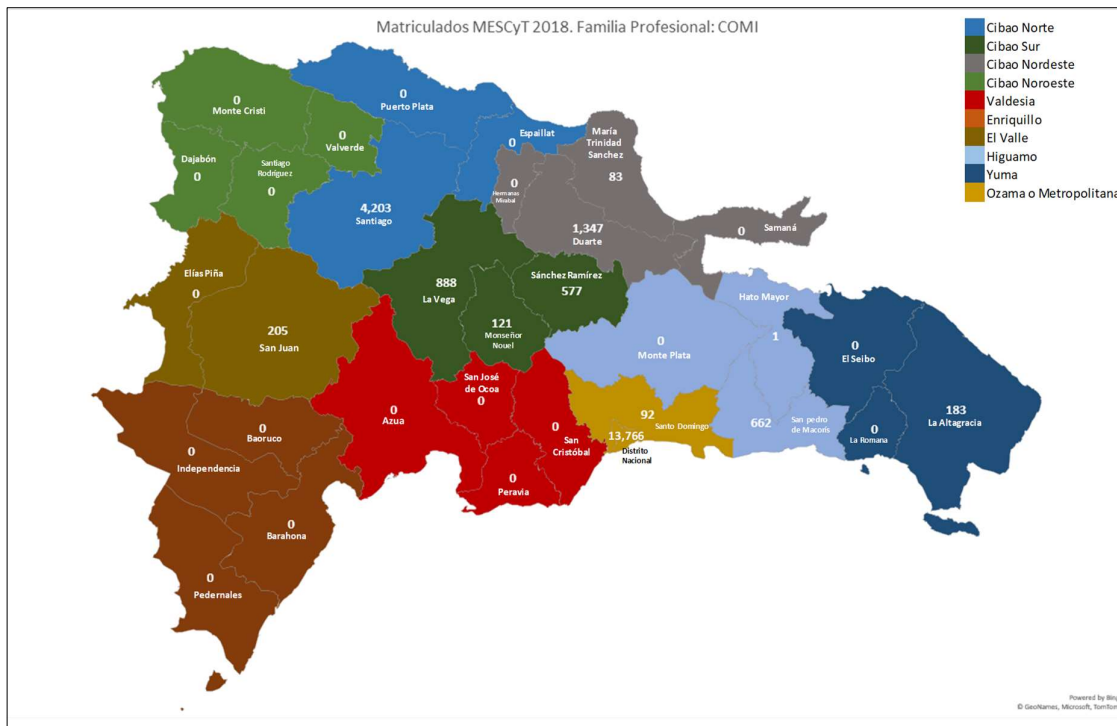 Matriculados MESCyT 2018. Familia Profesional: COMI
Cibao Norte
Cibao Sur
Cibao Nordeste
Cibao Noroeste
Valdesia
Enriquillo
El Valle
Higuamo
Yuma
Ozama o Metropolitana
0
Monte Cristi
0
Puerto Plata
0
Valverde
Espaillat
0
María
Trinidad
Sanchez
83
Dajabón
0
Santiago
Rodríguez
0
0
Hermanas
Mirabal
4,203
Santiago
1,347
Duarte
0
Samaná
Elías Piña
0
888
La Vega
Sánchez Ramírez
577
Hato Mayor
1
205
San Juan
121
Monseñor
Nouel
0
Monte Plata
0
El Seibo
San José
de Ocoa
0
0
Azua
0
San
Cristóbal
92
Santo Domingo
13,766
Distrito
Nacional
662
San pedro
de Macorís
0
La Romana
183
La Altagracia
0
Baoruco
0
Independencia
0
Peravia
0
Barahona
0
Pedernales
Powered by Bing
© GeoNames, Microsoft, TomTom